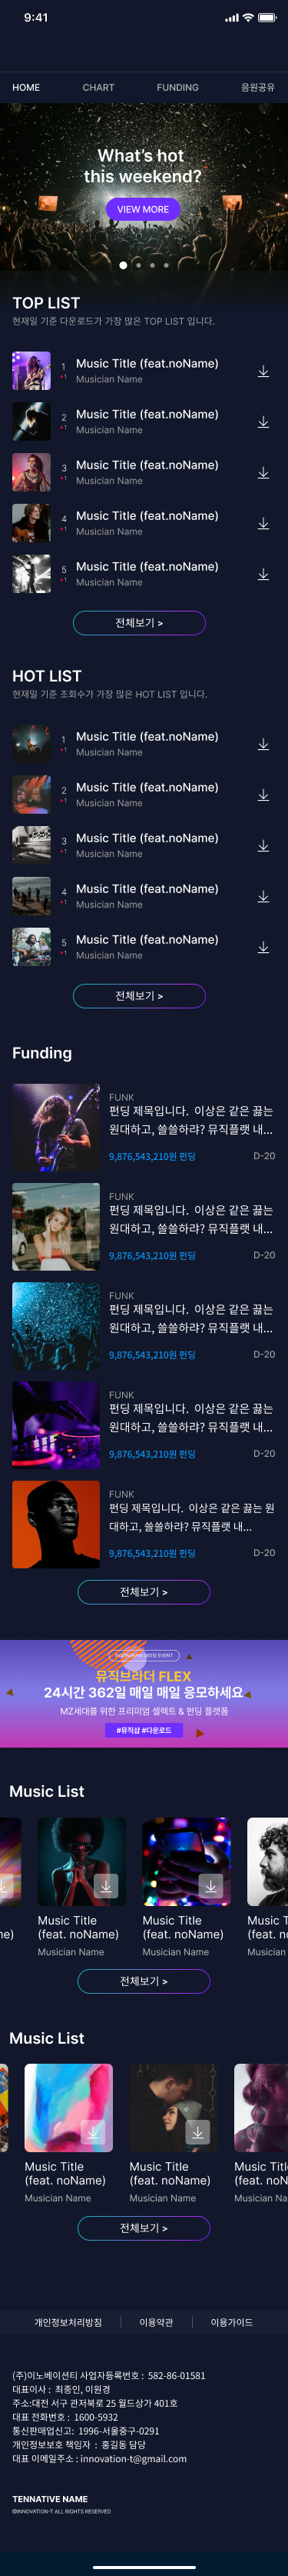 9:41
HOME CHART FUNDING 음원공유
What's hot
this weekend?
VIEW MORE
TOP LIST
현재일 기준 다운로드가 가장 많은 TOP LIST 입니다.
1 Music Title (feat.noName)
1 Musician Name
2 Music Title (feat.noName)
1 Musician Name
3 Music Title (feat.noName)
1 Musician Name
4 Music Title (feat.noName)
1 Musician Name
5 Music Title (feat.noName)
1 Musician Name
전체보기 >
HOT LIST
현재일 기준 조회수가 가장 많은 HOT LIST 입니다.
1 Music Title (feat.noName)
1 Musician Name
2 Music Title (feat.noName)
1 Musician Name
3 Music Title (feat.noName)
1 Musician Name
4 Music Title (feat.noName)
1 Musician Name
5 Music Title (feat.noName)
1 Musician Name
전체보기 >
Funding
FUNK
펀딩 제목입니다. 이상은 같은 끓는
원대하고, 쓸쓸하랴? 뮤직플랫 내...
9,876,543,210원 펀딩 D-20
FUNK
펀딩 제목입니다. 이상은 같은 끓는
원대하고, 쓸쓸하랴? 뮤직플랫 내...
9,876,543,210원 펀딩 D-20
FUNK
펀딩 제목입니다. 이상은 같은 끓는
원대하고, 쓸쓸하랴? 뮤직플랫 내...
9,876,543,210원 펀딩 D-20
FUNK
펀딩 제목입니다. 이상은 같은 끓는
원대하고, 쓸쓸하랴? 뮤직플랫 내...
9,876,543,210원 펀딩 D-20
FUNK
펀딩 제목입니다. 이상은 같은 끓는 원
대하고, 쓸쓸하랴? 뮤직플랫 내...
9,876,543,210원 펀딩 D-20
전체보기 >
EVENT
뮤직브라더 FLEX
24시간 362일 매일 매일 응모하세요
MZ세대를 위한 프리미엄 셀렉트 & 펀딩 플랫폼
#뮤직샵 #다운로드
Music List
Music Title Music Title Music T
ne) (feat. noName) (feat. noName) (feat. n
Musician Name Musician Name Musician
전체보기 >
Music List
Music Title Music Title Music Titl
(feat. noName) (feat. noName) (feat. noN
Musician Name Musician Name Musician Na
전체보기 >
개인정보처리방침 | 이용약관 | 이용가이드
(주)이노베이션티 사업자등록번호 : 582-86-01581
대표이사 : 최종인, 이원경
주소:대전 서구 관저북로 25 월드상가 401호
대표 전화번호 : 1600-5932
통신판매업신고: 1996-서울중구-0291
개인정보보호 책임자 : 홍길동 담당
대표 이메일주소 : innovation-t@gmail.com
TENNATIVE NAME
©INNOVATION-T ALL RIGHTS RESERVED